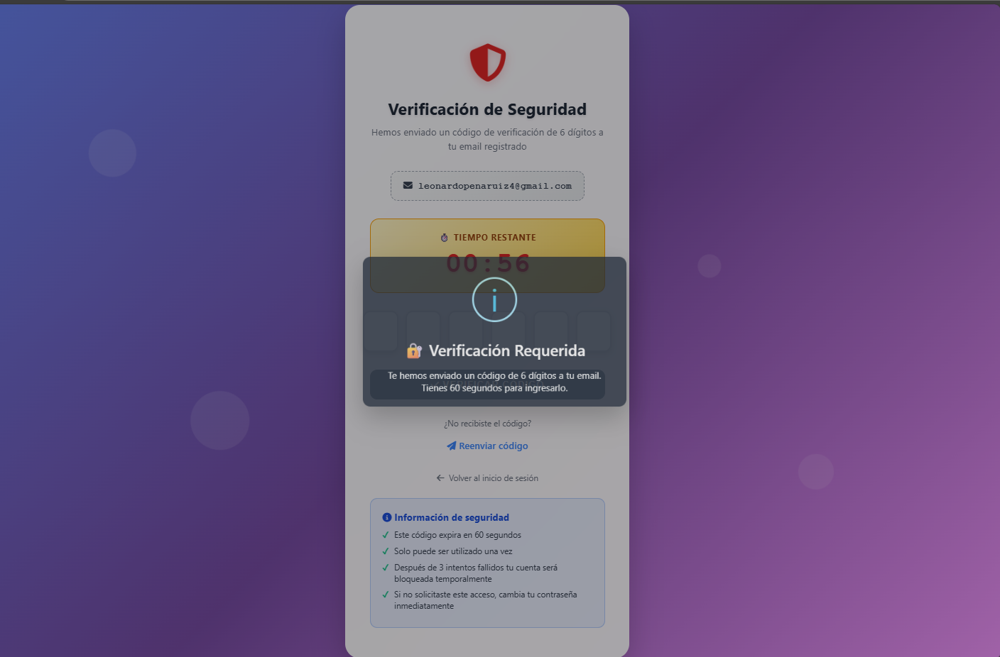 Verificación de Seguridad
Hemos enviado un código de verificación de 6 dígitos a
tu email registrado
leonardopenaruiz4@gmail.com
TIEMPO RESTANTE
00:56
Verificación Requerida
Te hemos enviado un código de 6 dígitos a tu email.
Tienes 60 segundos para ingresarlo.
¿No recibiste el código?
Reenviar código
Volver al inicio de sesión
Información de seguridad
Este código expira en 60 segundos
Solo puede ser utilizado una vez
Después de 3 intentos fallidos tu cuenta será
bloqueada temporalmente
Si no solicitaste este acceso, cambia tu contraseña
inmediatamente